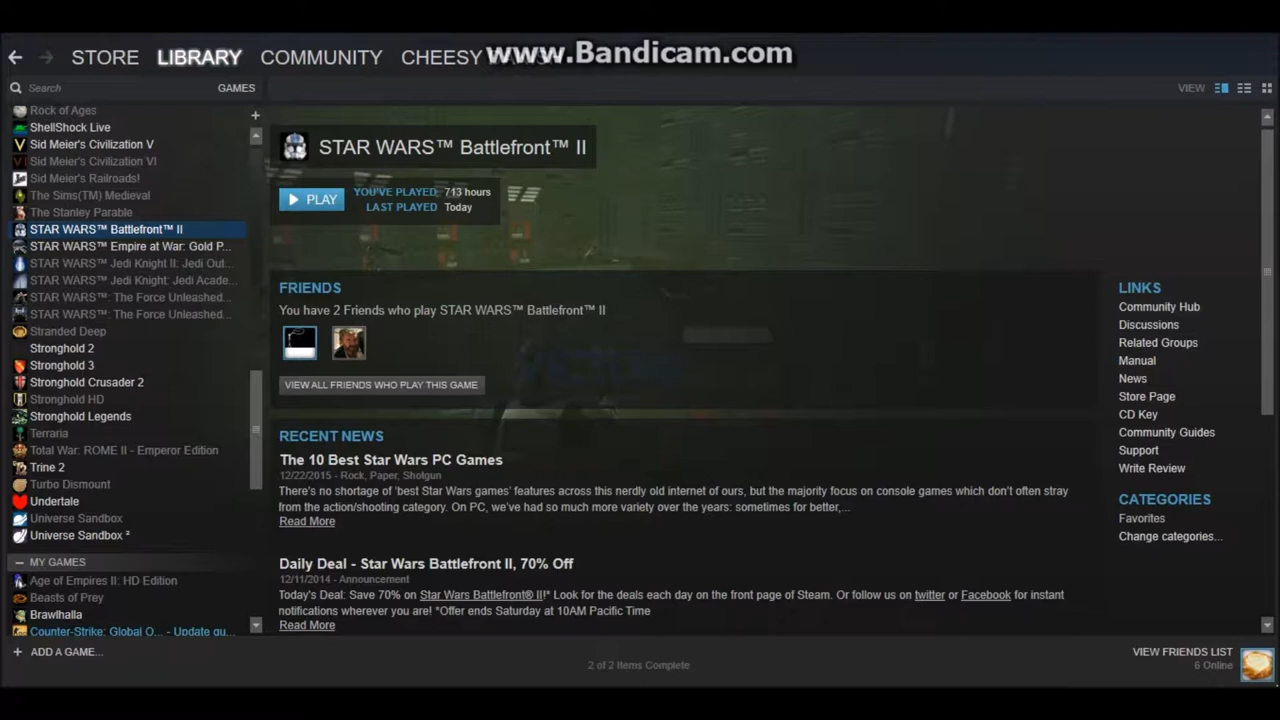 www.Bandicam.com
STORE LIBRARY COMMUNITY CHEESY
Search GAMES VIEW
Rock of Ages
ShellShock Live
Sid Meier's Civilization V
Sid Meier's Civilization VI
Sid Meier's Railroads!
The Sims(TM) Medieval
The Stanley Parable
STAR WARS™ Battlefront™ II
STAR WARS™ Empire at War: Gold P...
STAR WARS™ Jedi Knight II: Jedi Out...
STAR WARS™ Jedi Knight: Jedi Acade...
STAR WARS™: The Force Unleashed...
STAR WARS™: The Force Unleashed...
Stranded Deep
Stronghold 2
Stronghold 3
Stronghold Crusader 2
Stronghold HD
Stronghold Legends
Terraria
Total War: ROME II - Emperor Edition
Trine 2
Turbo Dismount
Undertale
Universe Sandbox
Universe Sandbox ²
MY GAMES
Age of Empires II: HD Edition
Beasts of Prey
Brawlhalla
Counter-Strike: Global O... - Update qu...
+ ADD A GAME...
STAR WARS™ Battlefront™ II
PLAY
YOU'VE PLAYED 713 hours
LAST PLAYED Today
FRIENDS
You have 2 Friends who play STAR WARS™ Battlefront™ II
VIEW ALL FRIENDS WHO PLAY THIS GAME
RECENT NEWS
The 10 Best Star Wars PC Games
12/22/2015 - Rock, Paper, Shotgun
There's no shortage of 'best Star Wars games' features across this nerdly old internet of ours, but the majority focus on console games which don't often stray
from the action/shooting category. On PC, we've had so much more variety over the years: sometimes for better,...
Read More
Daily Deal - Star Wars Battlefront II, 70% Off
12/11/2014 - Announcement
Today's Deal: Save 70% on Star Wars Battlefront® II!* Look for the deals each day on the front page of Steam. Or follow us on twitter or Facebook for instant
notifications wherever you are! *Offer ends Saturday at 10AM Pacific Time
Read More
LINKS
Community Hub
Discussions
Related Groups
Manual
News
Store Page
CD Key
Community Guides
Support
Write Review
CATEGORIES
Favorites
Change categories...
2 of 2 Items Complete
VIEW FRIENDS LIST
6 Online